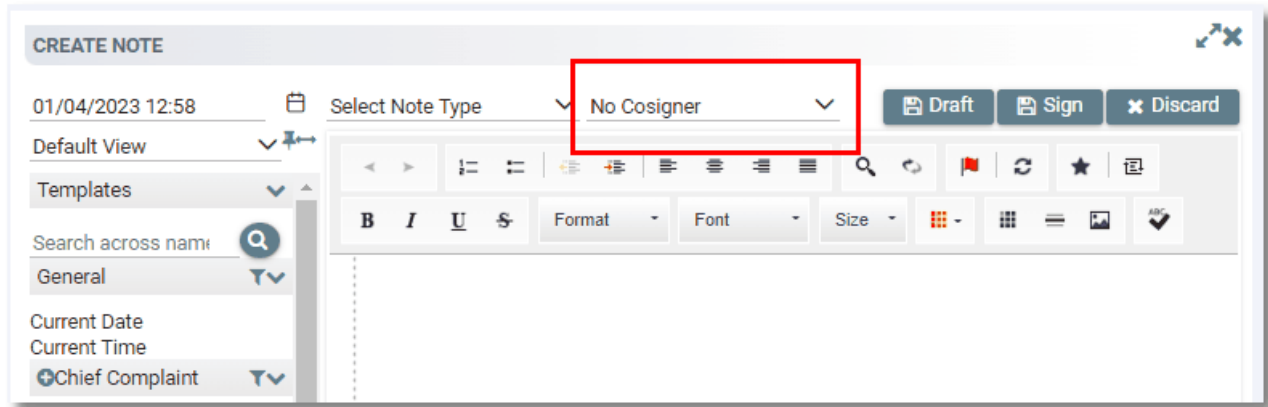 CREATE NOTE
01/04/2023 12:58 Select Note Type No Cosigner Draft Sign Discard
Default View
Templates
Search across name
General
Current Date
Current Time
Chief Complaint
B I U S Format Font Size ABC